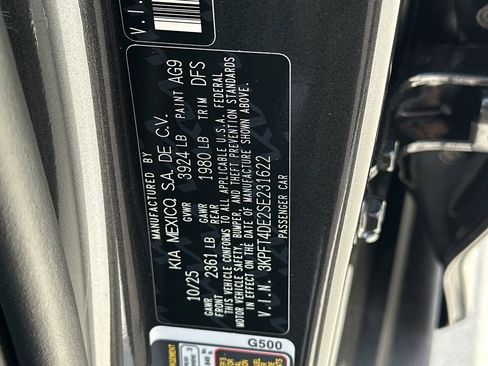 V.I.
MANUFACTURED BY
KIA MEXICO, S.A. DE C.V.
10/25 GVWR 3924 LB PAINT AG9
GAWR FRONT 2361 LB GAWR REAR 1980 LB TRIM DFS
THIS VEHICLE CONFORMS TO ALL APPLICABLE U.S.A. FEDERAL
MOTOR VEHICLE SAFETY, BUMPER, AND THEFT PREVENTION STANDARDS
IN EFFECT ON THE DATE OF MANUFACTURE SHOWN ABOVE.
V.I.N. 3KPFT4DE2SE231622
PASSENGER CAR
G500